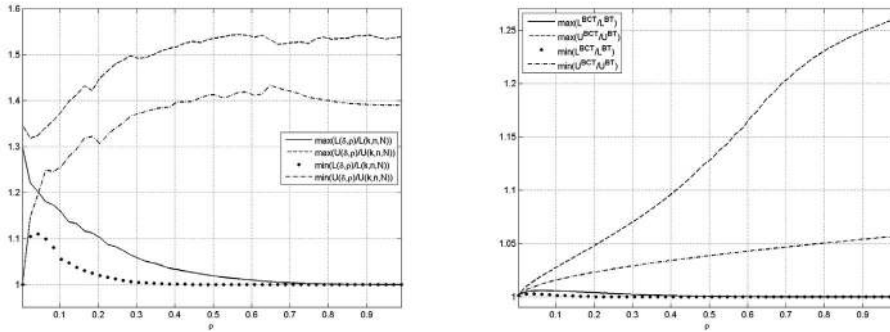 1.6
1.5
1.4
1.3
1.2
1.1
1
0.1 0.2 0.3 0.4 0.5 0.6 0.7 0.8 0.9
ρ
max(L(δ,ρ)/L(k,n,N))
max(U(δ,ρ)/U(k,n,N))
min(L(δ,ρ)/L(k,n,N))
min(U(δ,ρ)/U(k,n,N))
1.25
1.2
1.15
1.1
1.05
1
0.1 0.2 0.3 0.4 0.5 0.6 0.7 0.8 0.9
ρ
max(L^BCT/L^BT)
max(U^BCT/U^BT)
min(L^BCT/L^BT)
min(U^BCT/U^BT)